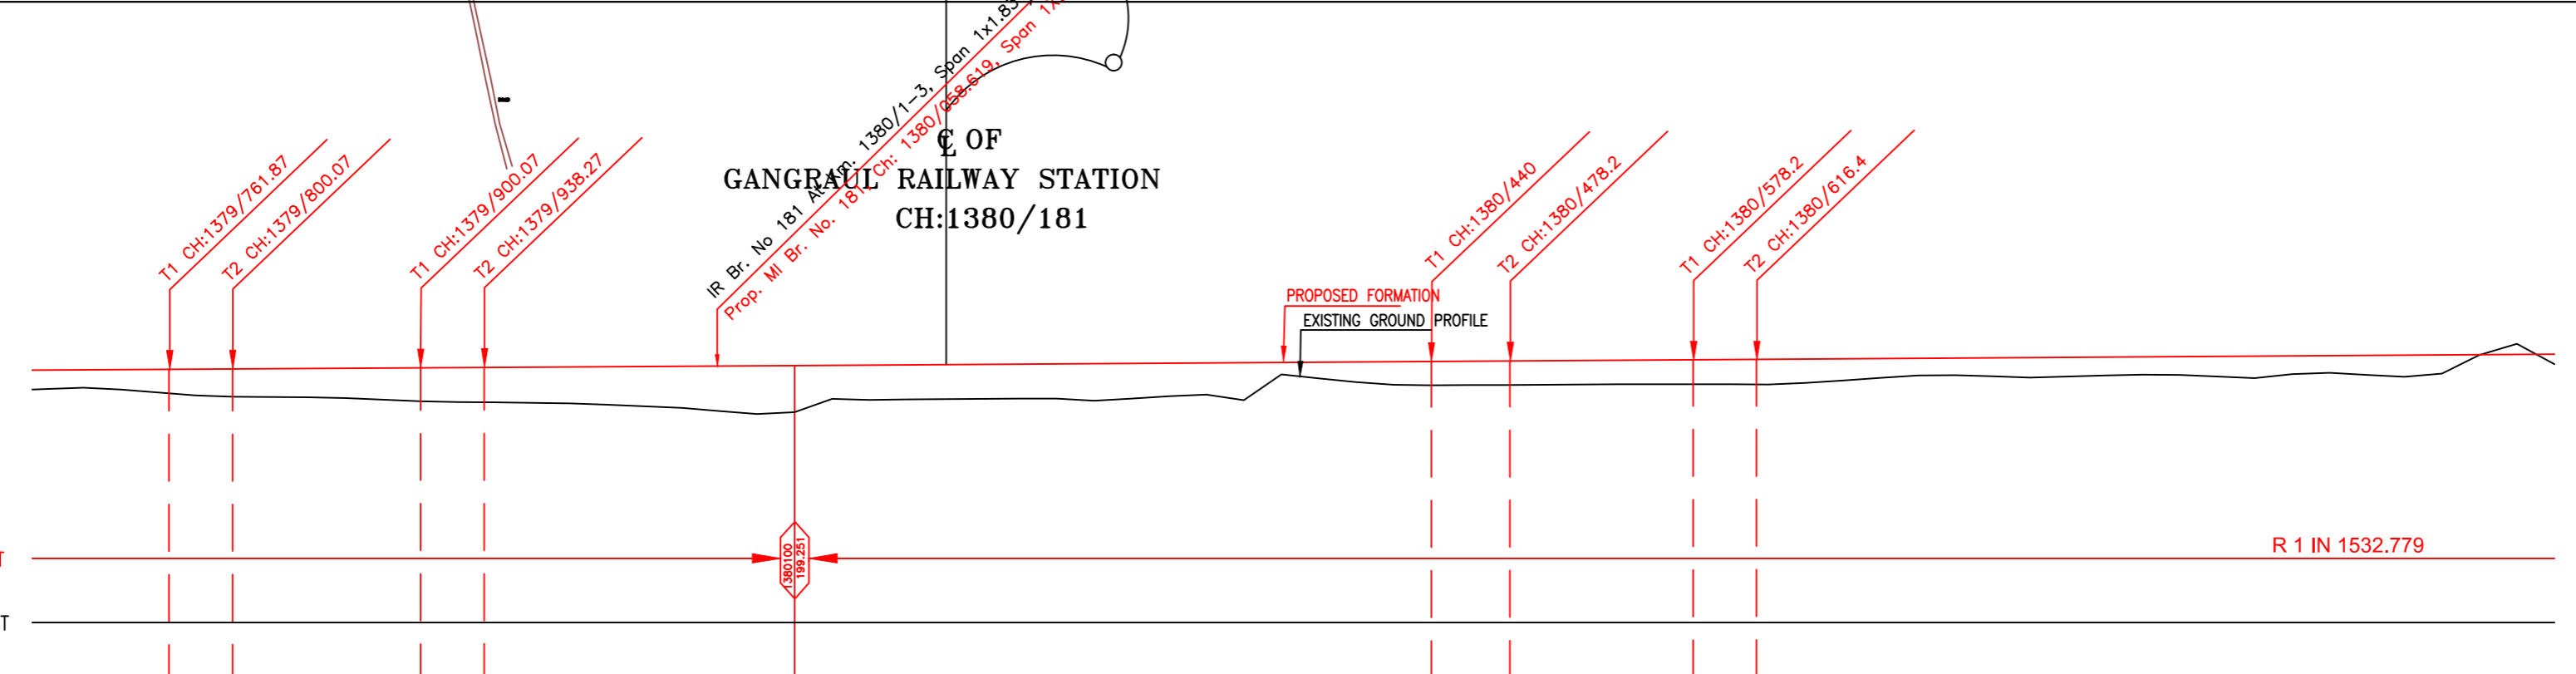 IR Br. No 181 At Km. 1380/1-3, Span 1x1.83
Prop. MI Br. No. 181, Ch: 1380/058.619, Span
℄ OF
GANGRAUL RAILWAY STATION
CH:1380/181
T1 CH:1379/761.87
T2 CH:1379/800.07
T1 CH:1379/900.07
T2 CH:1379/938.27
T1 CH:1380/440
T2 CH:1380/478.2
T1 CH:1380/578.2
T2 CH:1380/616.4
PROPOSED FORMATION
EXISTING GROUND PROFILE
1380100
199.251
R 1 IN 1532.779
T
T